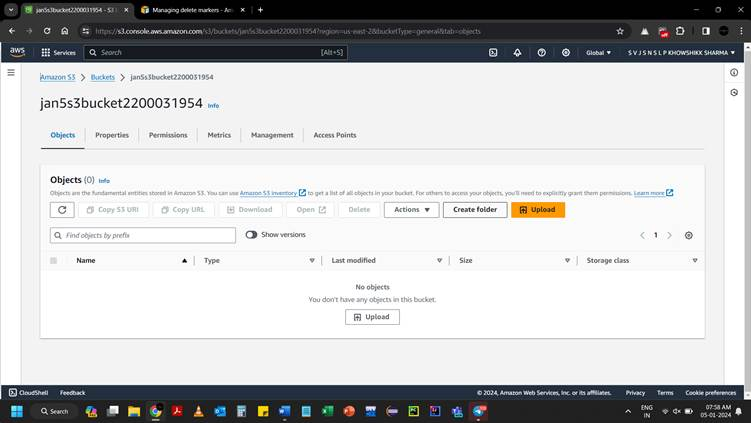 jan5s3bucket2200031954 - S3 b
Managing delete markers - Ama
https://s3.console.aws.amazon.com/s3/buckets/jan5s3bucket2200031954?region=us-east-2&bucketType=general&tab=objects
aws
Services
Search
[Alt+S]
Global
S V J S N S L P KHOWSHIKK SHARMA
Amazon S3 > Buckets > jan5s3bucket2200031954
jan5s3bucket2200031954 Info
Objects
Properties
Permissions
Metrics
Management
Access Points
Objects (0) Info
Objects are the fundamental entities stored in Amazon S3. You can use Amazon S3 inventory to get a list of all objects in your bucket. For others to access your objects, you'll need to explicitly grant them permissions. Learn more
Copy S3 URI
Copy URL
Download
Open
Delete
Actions
Create folder
Upload
Find objects by prefix
Show versions
1
Name
Type
Last modified
Size
Storage class
No objects
You don't have any objects in this bucket.
Upload
CloudShell
Feedback
© 2024, Amazon Web Services, Inc. or its affiliates.
Privacy
Terms
Cookie preferences
Search
ENG
IN
07:58 AM
05-01-2024